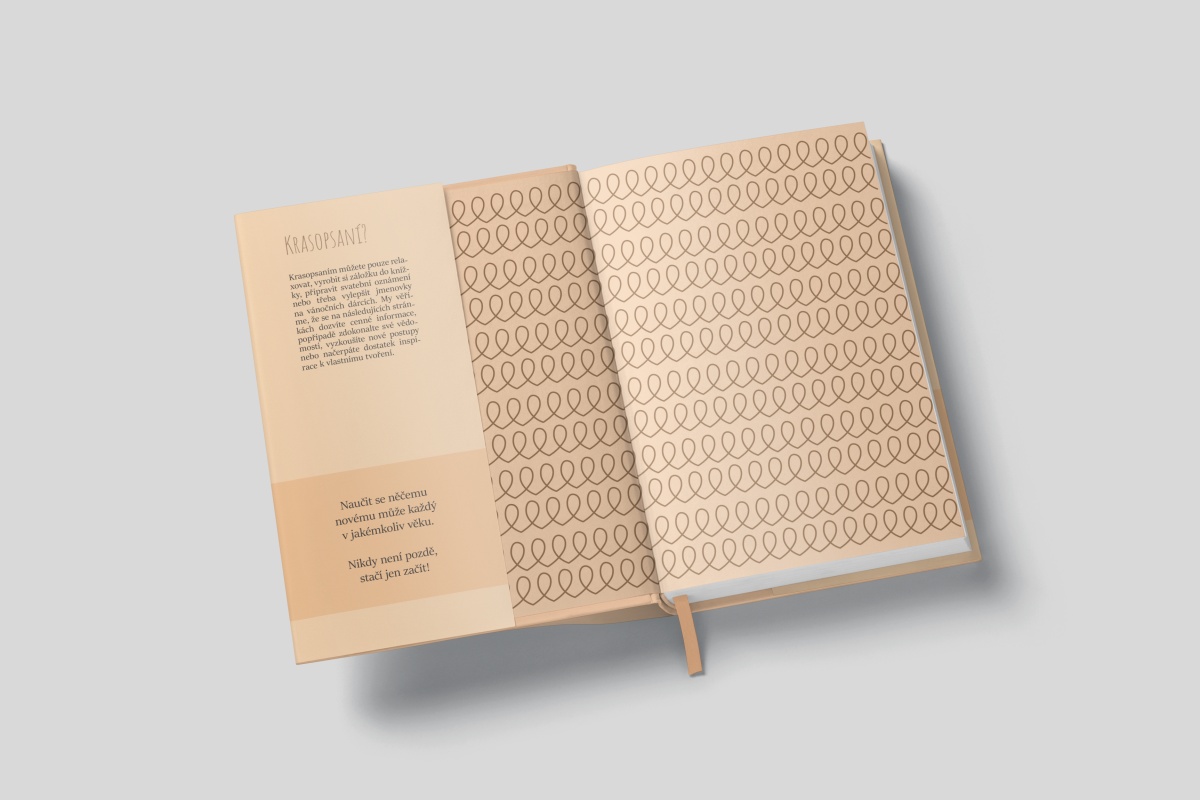 Krasopsaní?
Krasopsaním můžete pouze rela-
xovat, vyrobit si záložku do kníž-
ky, připravit svatební oznámení
nebo třeba vylepšit jmenovky
na vánočních dárcích. My věří-
me, že se na následujících strán-
kách dozvíte cenné informace,
popřípadě zdokonalte své vědo-
mosti, vyzkoušíte nové postupy
nebo načerpáte dostatek inspi-
race k vlastnímu tvoření.
Naučit se něčemu
novému může každý
v jakémkoliv věku.
Nikdy není pozdě,
stačí jen začít!